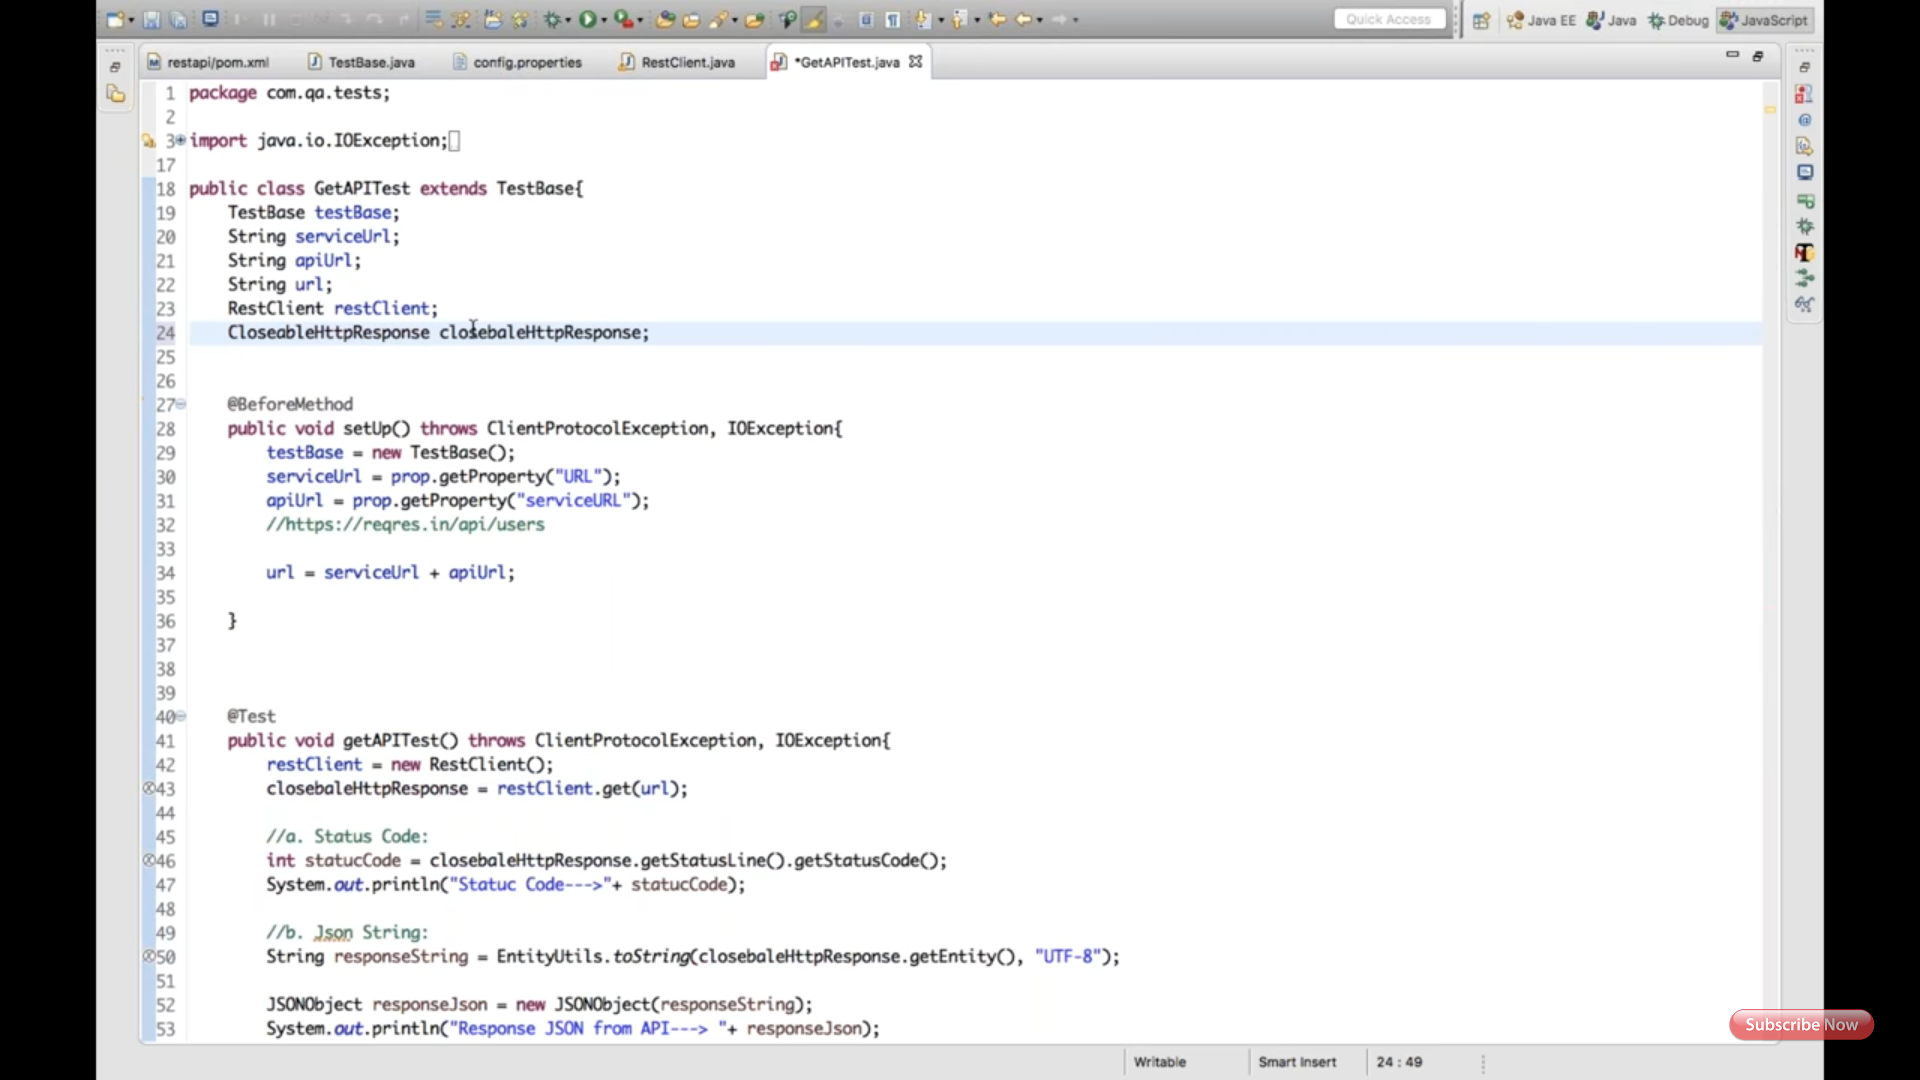 Quick Access
Java EE
Java
Debug
JavaScript
restapi/pom.xml
TestBase.java
config.properties
RestClient.java
*GetAPITest.java
1 package com.qa.tests;
2
3 import java.io.IOException;
17
18 public class GetAPITest extends TestBase{
19 TestBase testBase;
20 String serviceUrl;
21 String apiUrl;
22 String url;
23 RestClient restClient;
24 CloseableHttpResponse closebaleHttpResponse;
25
26
27 @BeforeMethod
28 public void setUp() throws ClientProtocolException, IOException{
29 testBase = new TestBase();
30 serviceUrl = prop.getProperty("URL");
31 apiUrl = prop.getProperty("serviceURL");
32 //https://reqres.in/api/users
33
34 url = serviceUrl + apiUrl;
35
36 }
37
38
39
40 @Test
41 public void getAPITest() throws ClientProtocolException, IOException{
42 restClient = new RestClient();
43 closebaleHttpResponse = restClient.get(url);
44
45 //a. Status Code:
46 int statucCode = closebaleHttpResponse.getStatusLine().getStatusCode();
47 System.out.println("Statuc Code--->"+ statucCode);
48
49 //b. Json String:
50 String responseString = EntityUtils.toString(closebaleHttpResponse.getEntity(), "UTF-8");
51
52 JSONObject responseJson = new JSONObject(responseString);
53 System.out.println("Response JSON from API---> "+ responseJson);
Subscribe Now
Writable
Smart Insert
24 : 49